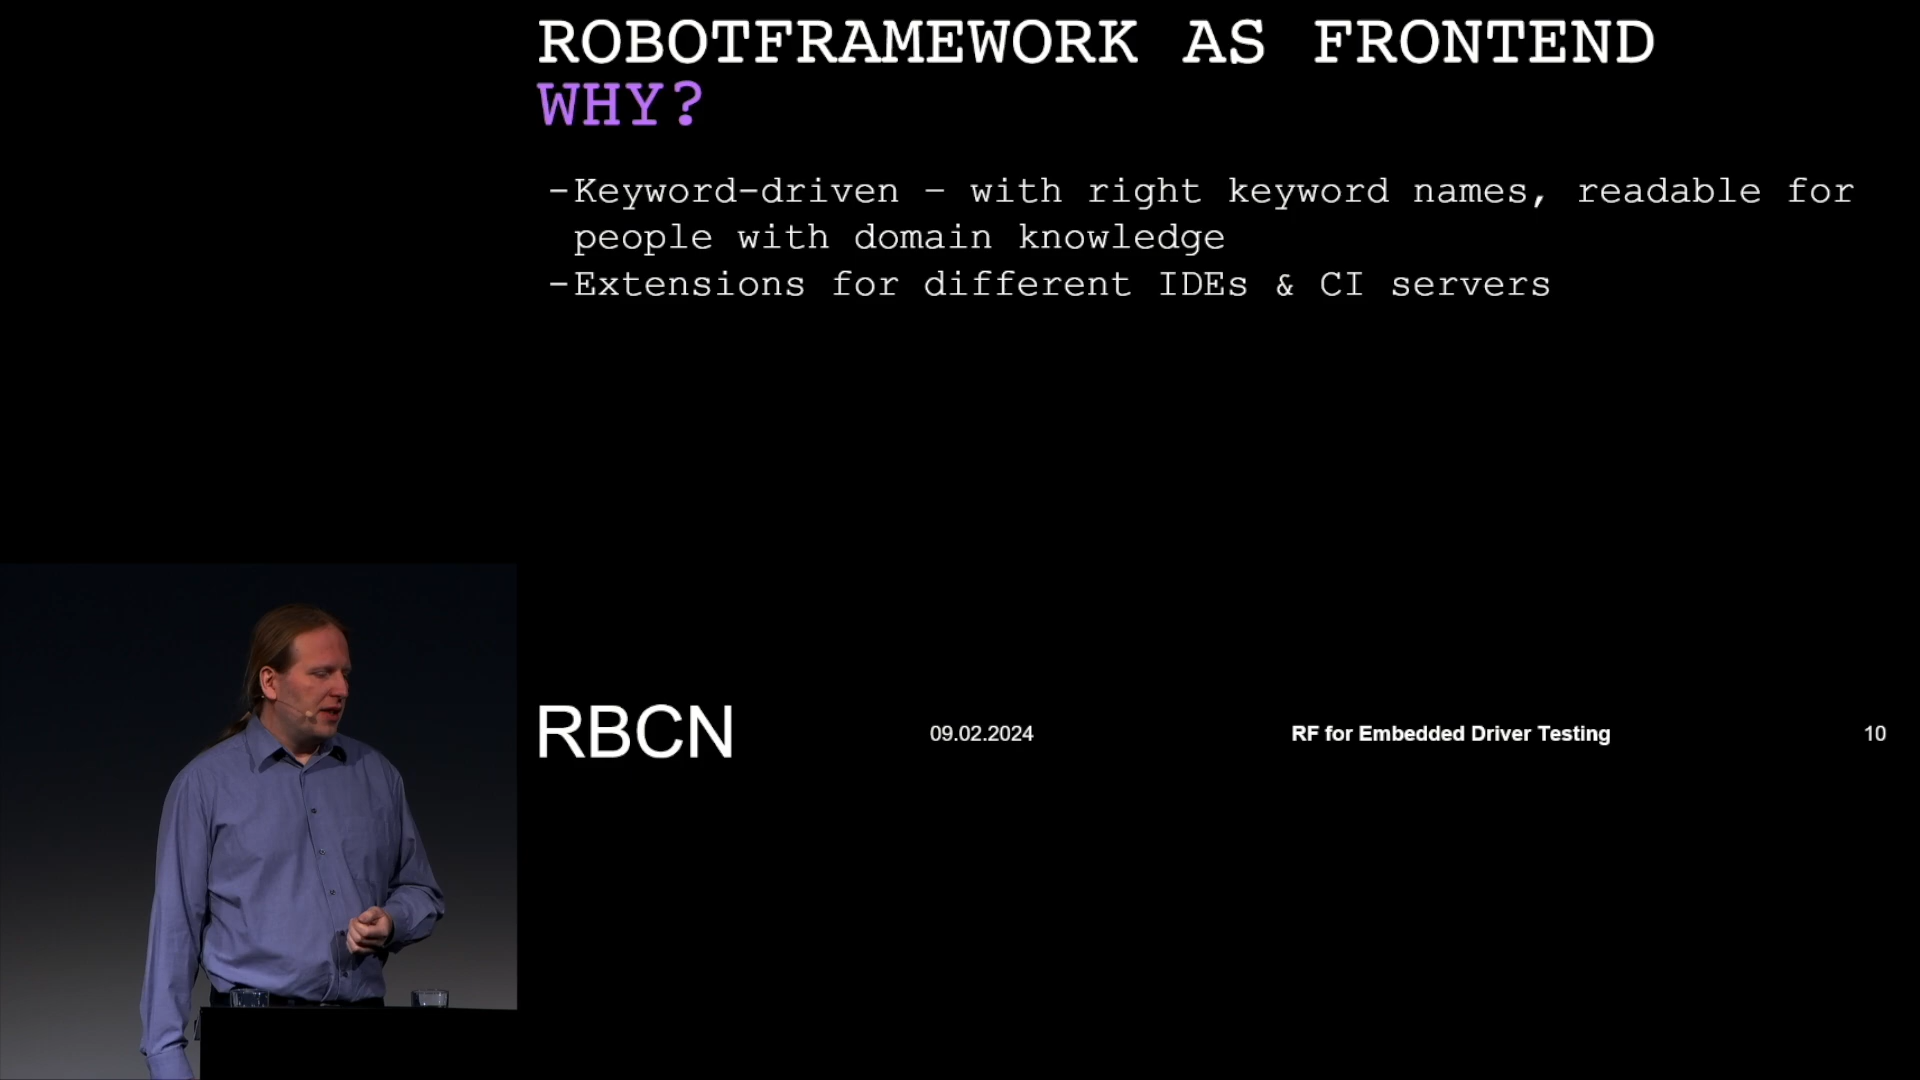 ROBOTFRAMEWORK AS FRONTEND
WHY?
-Keyword-driven – with right keyword names, readable for
people with domain knowledge
-Extensions for different IDEs & CI servers
RBCN
09.02.2024
RF for Embedded Driver Testing
10